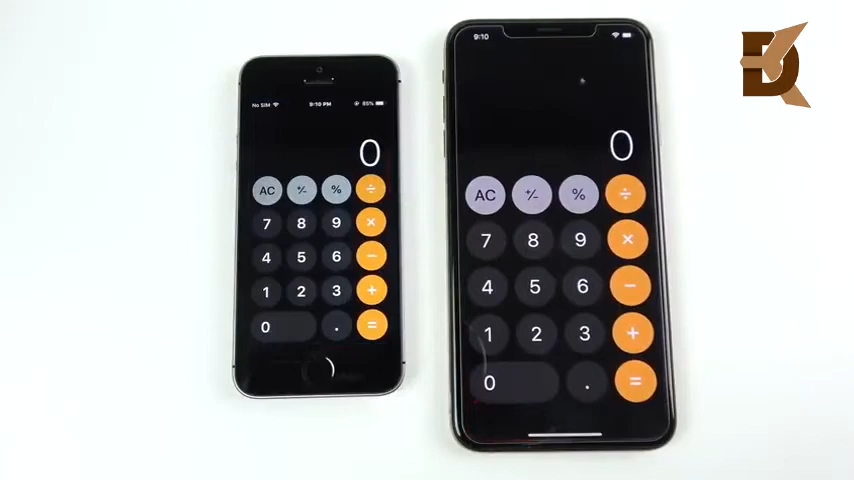 No SIM 9:10 PM 85%
0
AC +/- % ÷
7 8 9 ×
4 5 6 −
1 2 3 +
0 . =
9:10
0
AC +/- % ÷
7 8 9 ×
4 5 6 −
1 2 3 +
0 . =
D